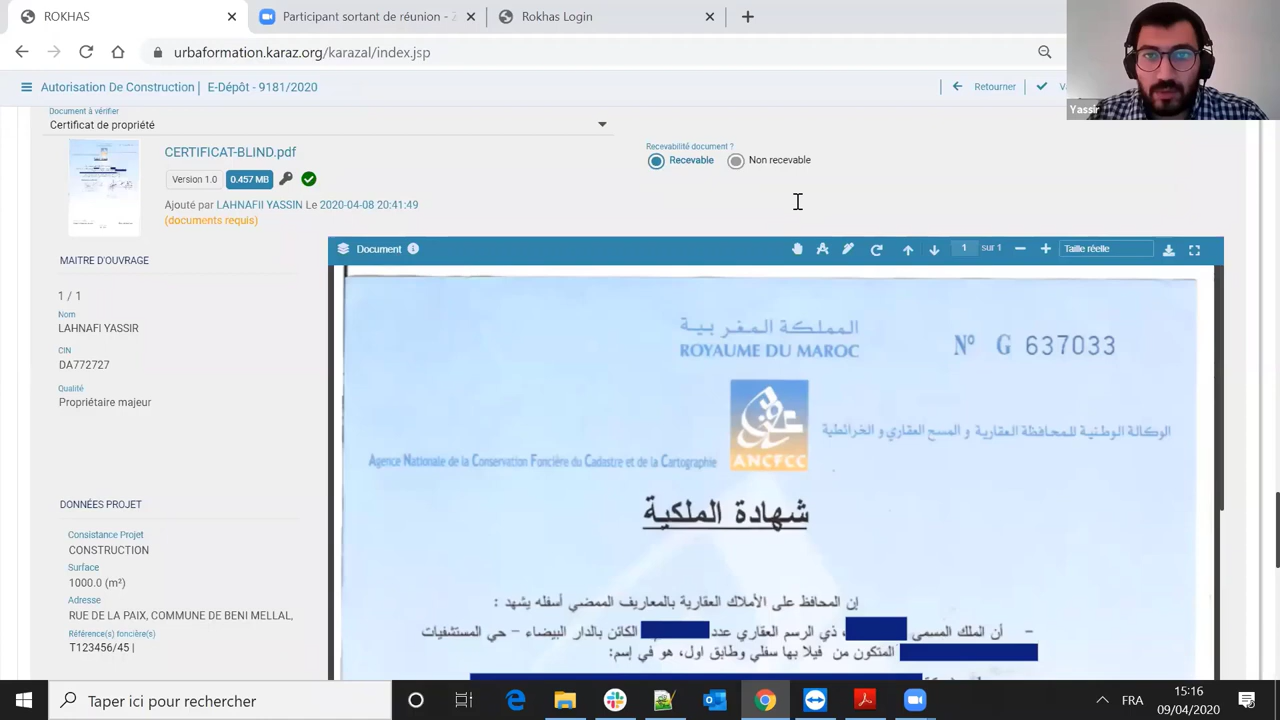 ROKHAS
Participant sortant de réunion - Z
Rokhas Login
urbaformation.karaz.org/karazal/index.jsp
Autorisation De Construction | E-Dépôt - 9181/2020
Retourner
Yassir
Document à vérifier
Certificat de propriété
CERTIFICAT-BLIND.pdf
Version 1.0 0.457 MB
Ajouté par LAHNAFII YASSIN Le 2020-04-08 20:41:49
(documents requis)
Recevabilité document ?
Recevable Non recevable
MAITRE D'OUVRAGE
1 / 1
Nom
LAHNAFI YASSIR
CIN
DA772727
Qualité
Propriétaire majeur
DONNÉES PROJET
Consistance Projet
CONSTRUCTION
Surface
1000.0 (m²)
Adresse
RUE DE LA PAIX, COMMUNE DE BENI MELLAL,
Référence(s) foncière(s)
T123456/45 |
Document 1 sur 1 Taille réelle
المملكة المغربية
ROYAUME DU MAROC
Nº G 637033
الوكالة الوطنية للمحافظة العقارية و المسح العقاري و الخرائطية
ANCFCC
Agence Nationale de la Conservation Foncière du Cadastre et de la Cartographie
شهادة الملكية
إن المحافظ على الأملاك العقارية بالمعاريف الممضي أسفله يشهد :
– أن الملك المسمى ، ذي الرسم العقاري عدد الكائن بالدار البيضاء – حي المستشفيات
المتكون من فيلا بها سفلي وطابق اول، هو في إسم:
Taper ici pour rechercher
FRA
15:16
09/04/2020